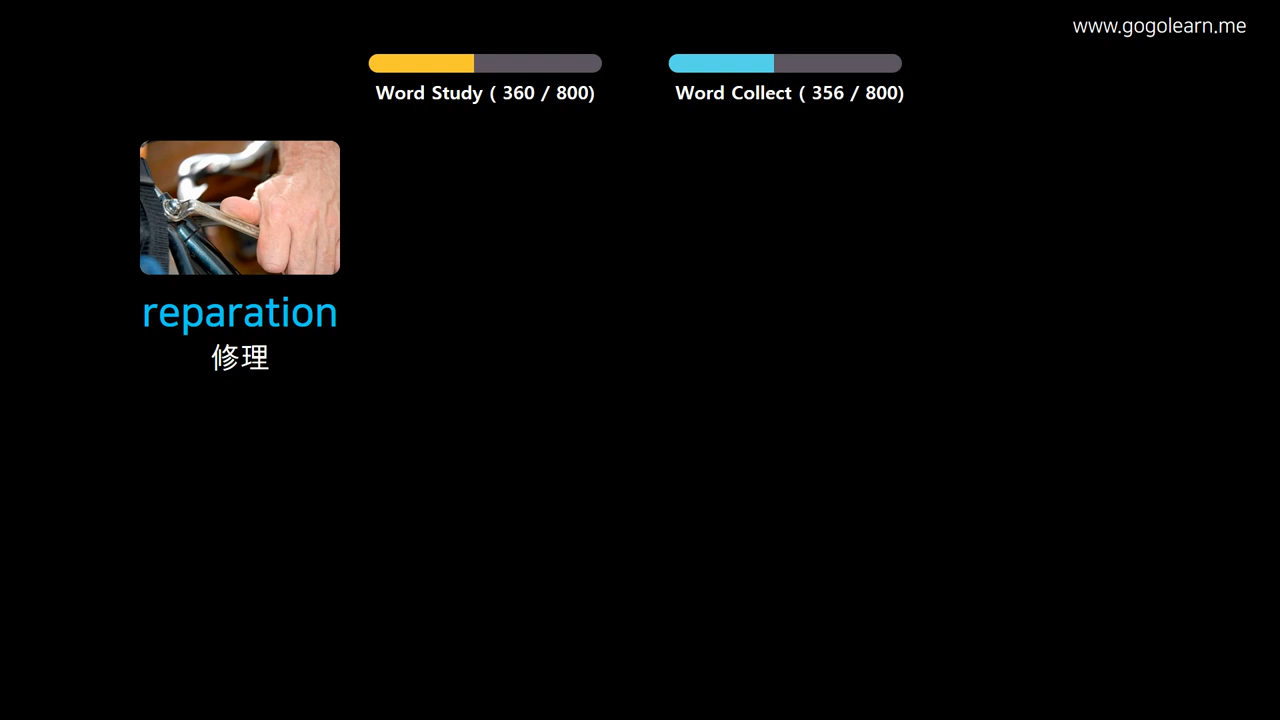 www.gogolearn.me
Word Study ( 360 / 800)
Word Collect ( 356 / 800)
reparation
修理